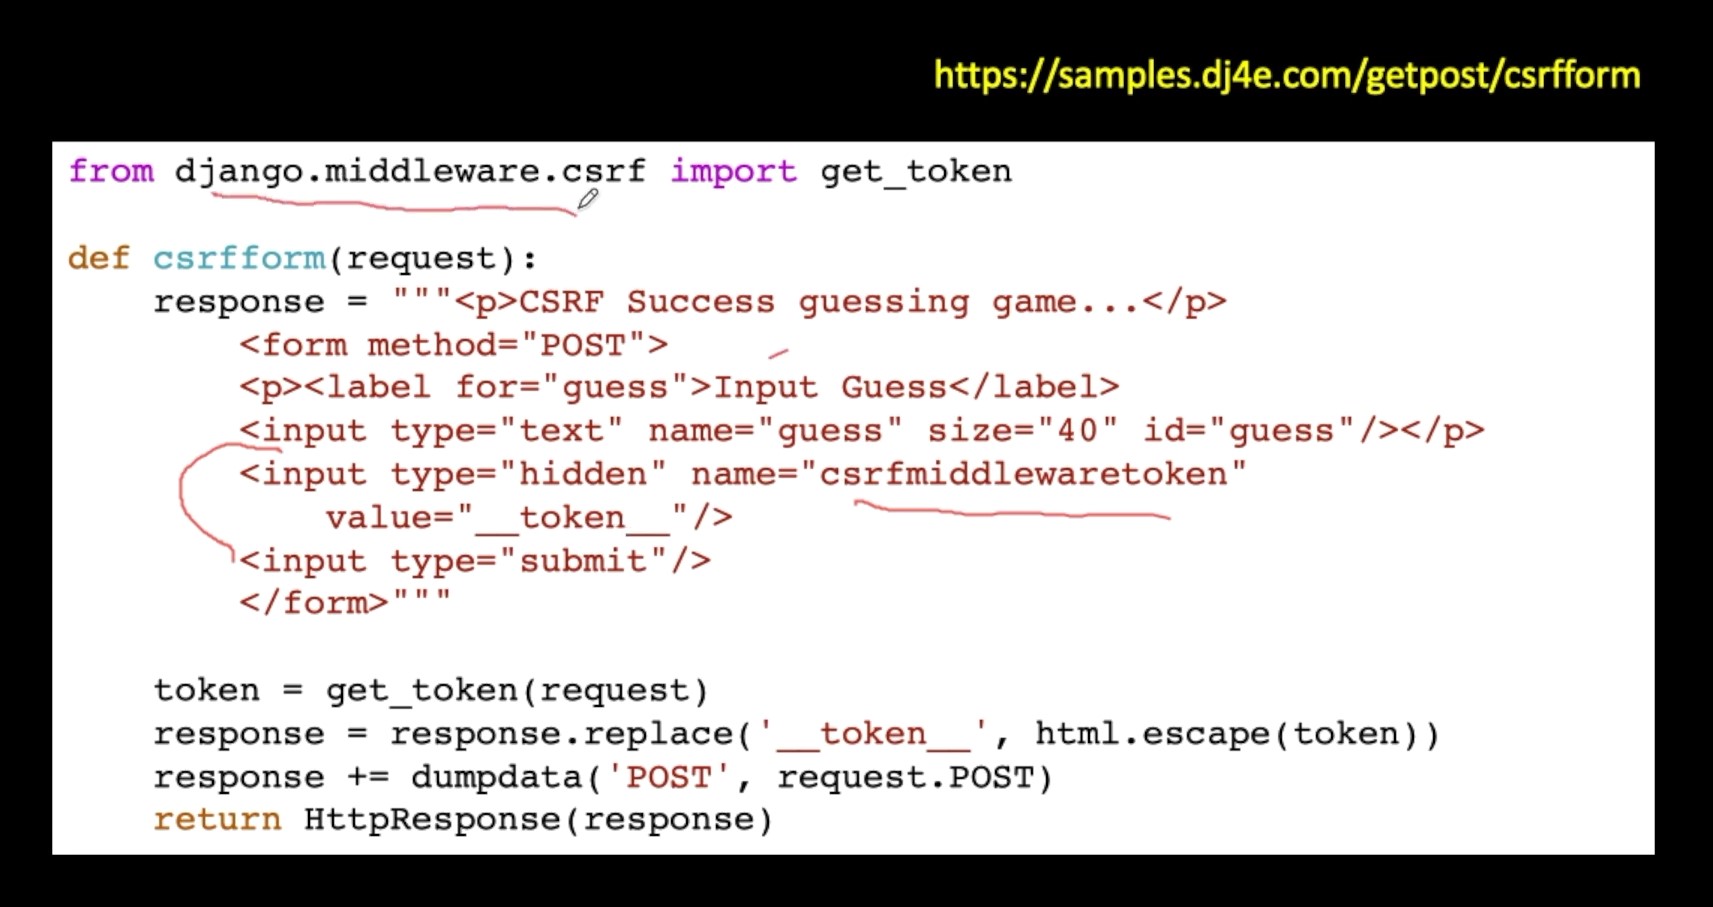 https://samples.dj4e.com/getpost/csrfform
from django.middleware.csrf import get_token
def csrfform(request):
    response = """<p>CSRF Success guessing game...</p>
        <form method="POST">
        <p><label for="guess">Input Guess</label>
        <input type="text" name="guess" size="40" id="guess"/></p>
        <input type="hidden" name="csrfmiddlewaretoken"
            value="__token__"/>
        <input type="submit"/>
        </form>"""
    token = get_token(request)
    response = response.replace('__token__', html.escape(token))
    response += dumpdata('POST', request.POST)
    return HttpResponse(response)